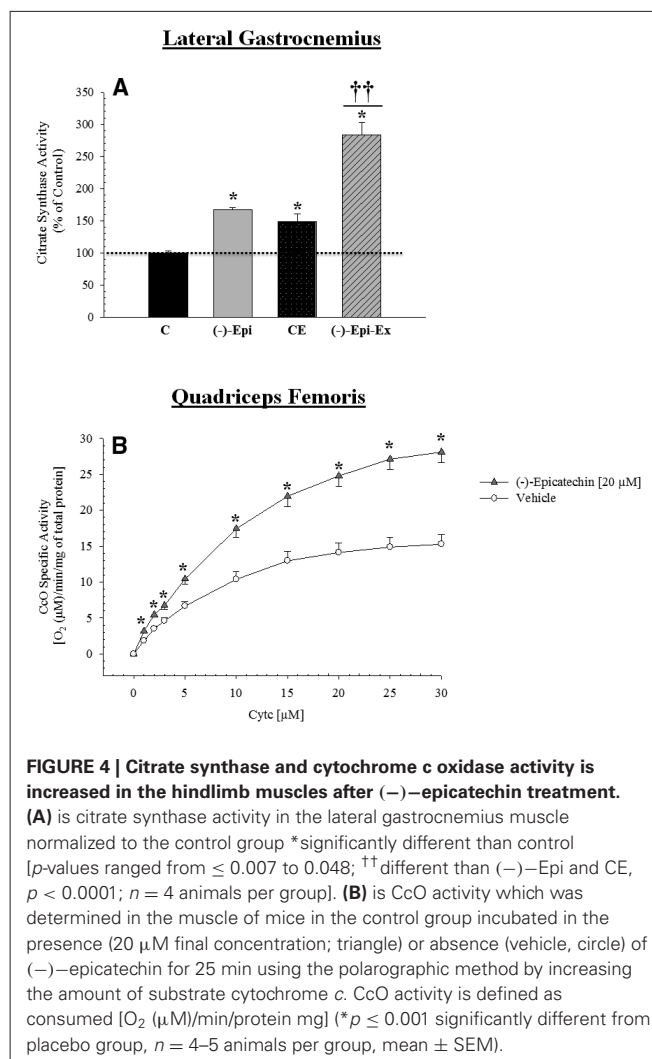 Lateral Gastrocnemius
A
††
*
*
*
350
300
250
200
150
100
50
0
Citrate Synthase Activity
(% of Control)
C (-)-Epi CE (-)-Epi-Ex
Quadriceps Femoris
B
* * * * * * * * *
30
25
20
15
10
5
0
CcO Specific Activity
[O₂ (µM)/min/mg of total protein]
0 5 10 15 20 25 30
Cytc [µM]
(-)-Epicatechin [20 µM]
Vehicle
FIGURE 4 | Citrate synthase and cytochrome c oxidase activity is
increased in the hindlimb muscles after (−)−epicatechin treatment.
(A) is citrate synthase activity in the lateral gastrocnemius muscle
normalized to the control group *significantly different than control
[p-values ranged from ≤ 0.007 to 0.048; ††different than (−)−Epi and CE,
p < 0.0001; n = 4 animals per group]. (B) is CcO activity which was
determined in the muscle of mice in the control group incubated in the
presence (20 µM final concentration; triangle) or absence (vehicle, circle) of
(−)−epicatechin for 25 min using the polarographic method by increasing
the amount of substrate cytochrome c. CcO activity is defined as
consumed [O₂ (µM)/min/protein mg] (*p ≤ 0.001 significantly different from
placebo group, n = 4–5 animals per group, mean ± SEM).